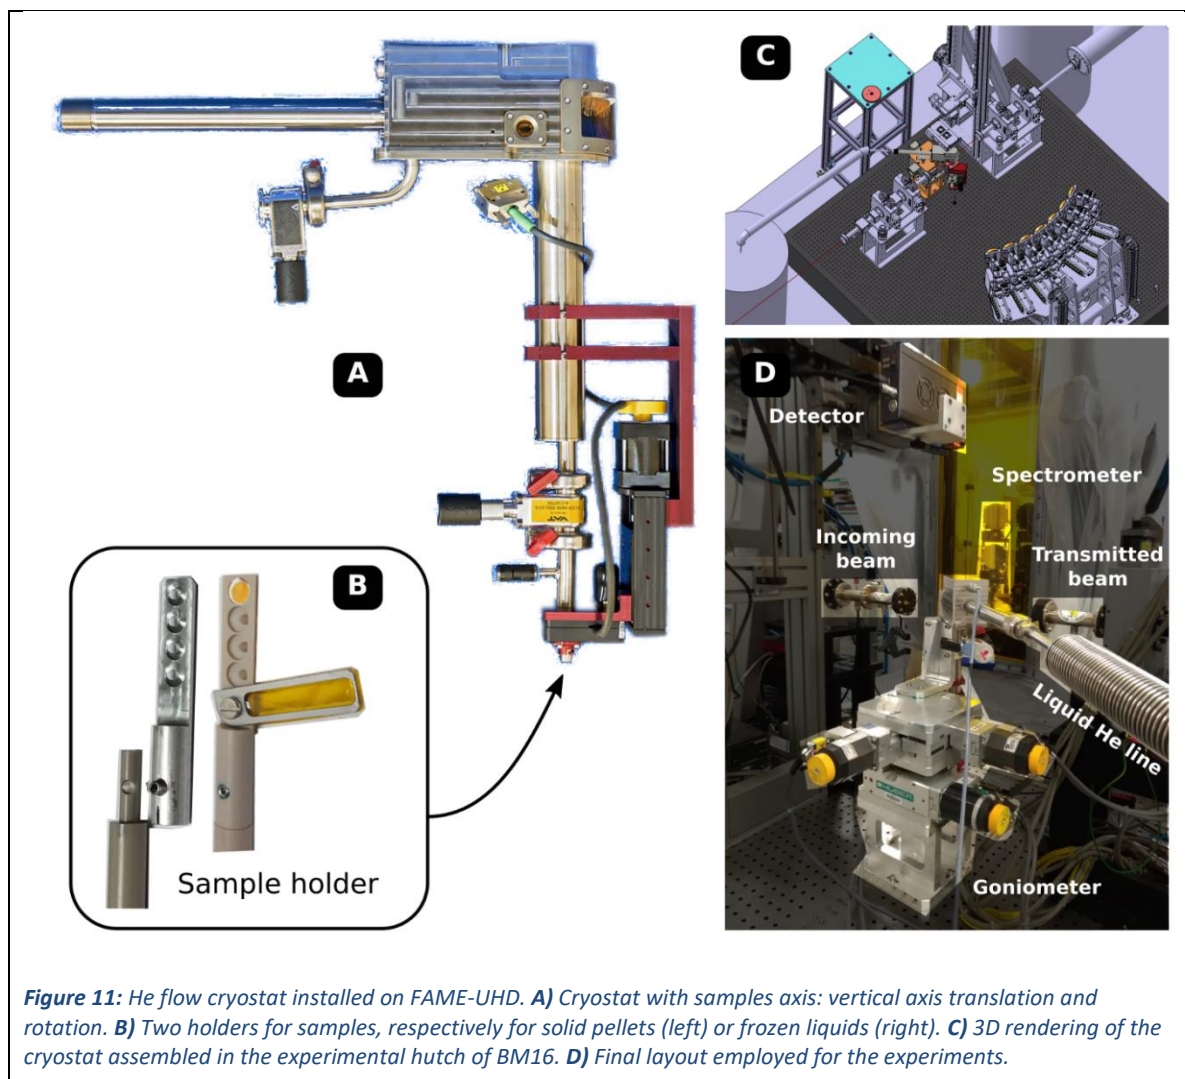 A
B
Sample holder
C
D
Detector
Spectrometer
Incoming
beam
Transmitted
beam
Liquid He line
Goniometer
VAT
HUBER
Figure 11: He flow cryostat installed on FAME-UHD. A) Cryostat with samples axis: vertical axis translation and
rotation. B) Two holders for samples, respectively for solid pellets (left) or frozen liquids (right). C) 3D rendering of the
cryostat assembled in the experimental hutch of BM16. D) Final layout employed for the experiments.